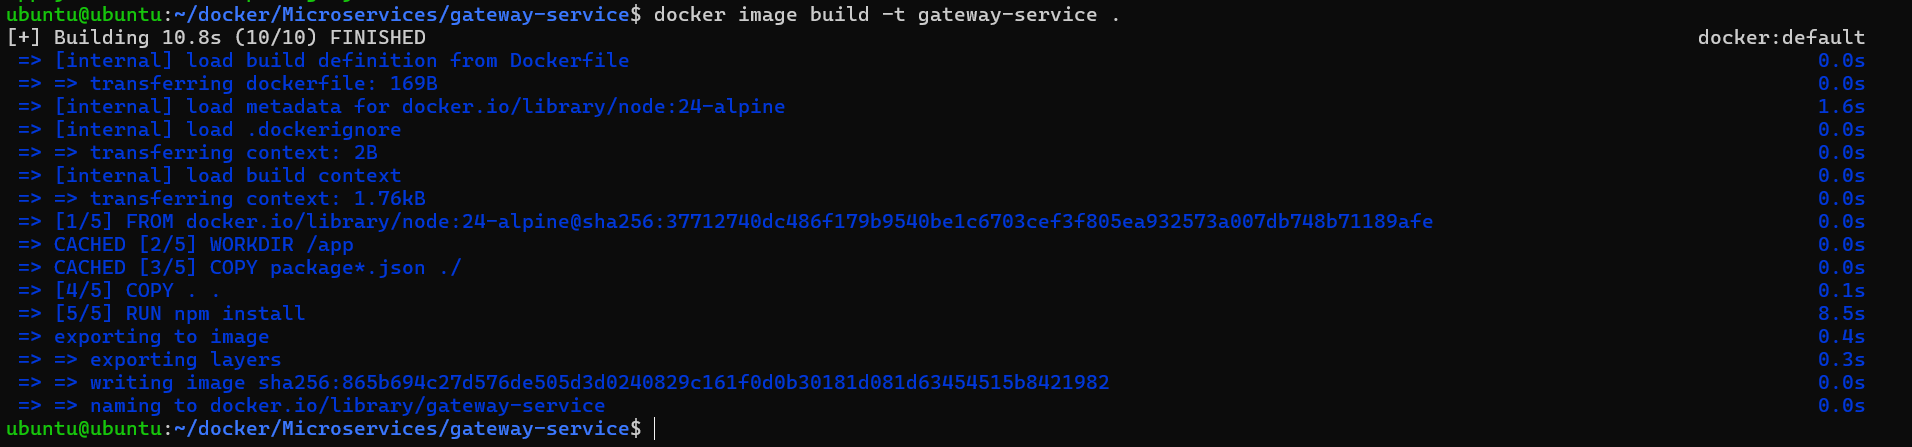 ubuntu@ubuntu:~/docker/Microservices/gateway-service$ docker image build -t gateway-service .
[+] Building 10.8s (10/10) FINISHED docker:default
=> [internal] load build definition from Dockerfile 0.0s
=> => transferring dockerfile: 169B 0.0s
=> [internal] load metadata for docker.io/library/node:24-alpine 1.6s
=> [internal] load .dockerignore 0.0s
=> => transferring context: 2B 0.0s
=> [internal] load build context 0.0s
=> => transferring context: 1.76kB 0.0s
=> [1/5] FROM docker.io/library/node:24-alpine@sha256:37712740dc486f179b9540be1c6703cef3f805ea932573a007db748b71189afe 0.0s
=> CACHED [2/5] WORKDIR /app 0.0s
=> CACHED [3/5] COPY package*.json ./ 0.0s
=> [4/5] COPY . . 0.1s
=> [5/5] RUN npm install 8.5s
=> exporting to image 0.4s
=> => exporting layers 0.3s
=> => writing image sha256:865b694c27d576de505d3d0240829c161f0d0b30181d081d63454515b8421982 0.0s
=> => naming to docker.io/library/gateway-service 0.0s
ubuntu@ubuntu:~/docker/Microservices/gateway-service$